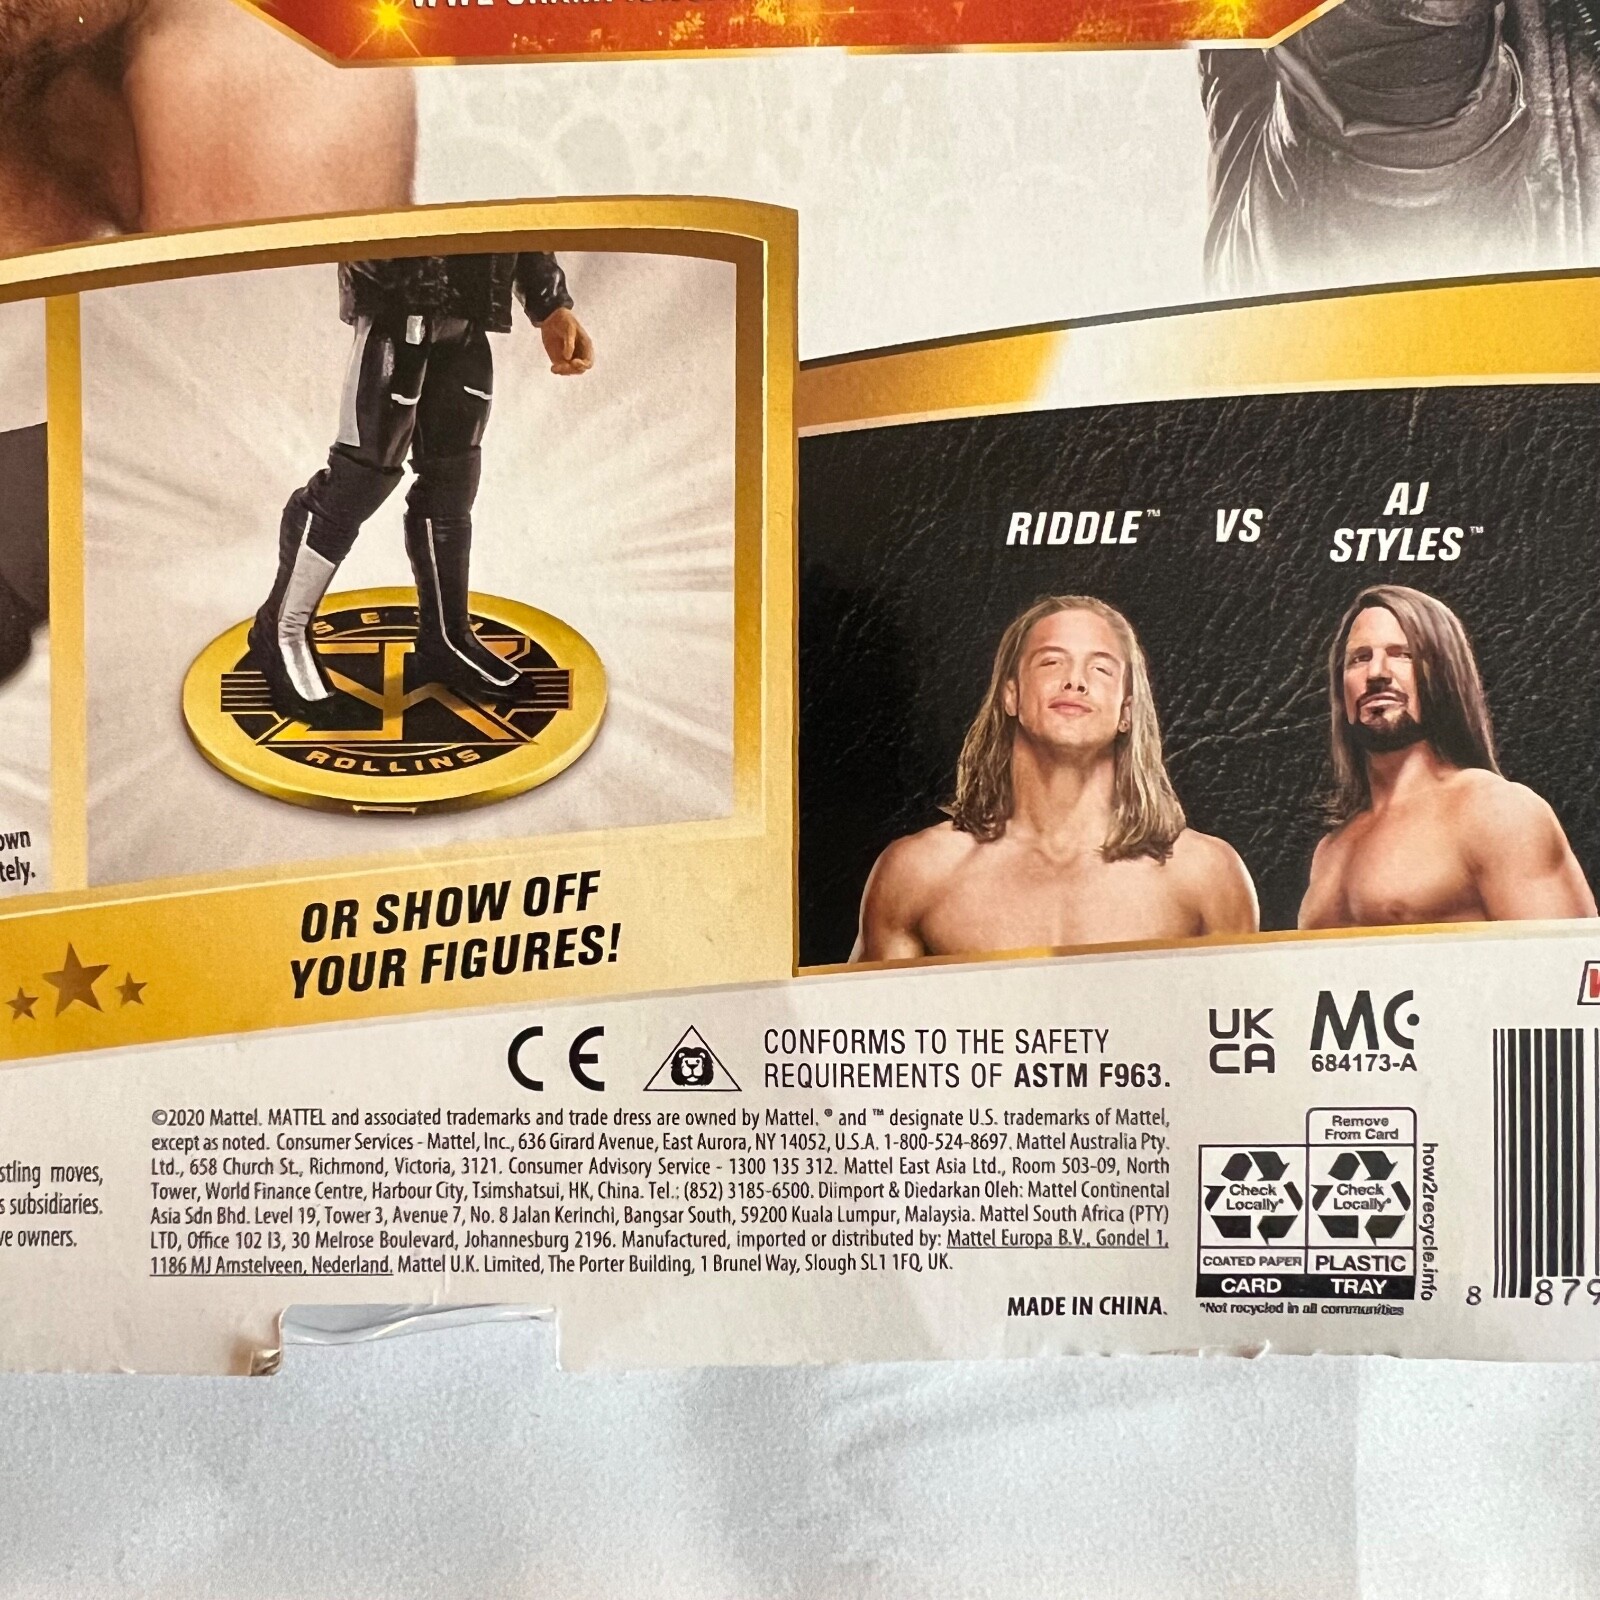 RIDDLE™ VS AJ STYLES™
ROLLINS
own
tely.
OR SHOW OFF
YOUR FIGURES!
CE
CONFORMS TO THE SAFETY
REQUIREMENTS OF ASTM F963.
UK
CA
MC
684173-A
©2020 Mattel. MATTEL and associated trademarks and trade dress are owned by Mattel. ® and ™ designate U.S. trademarks of Mattel,
except as noted. Consumer Services - Mattel, Inc., 636 Girard Avenue, East Aurora, NY 14052, U.S.A. 1-800-524-8697. Mattel Australia Pty.
Ltd., 658 Church St., Richmond, Victoria, 3121. Consumer Advisory Service - 1300 135 312. Mattel East Asia Ltd., Room 503-09, North
Tower, World Finance Centre, Harbour City, Tsimshatsui, HK, China. Tel.: (852) 3185-6500. Diimport & Diedarkan Oleh: Mattel Continental
Asia Sdn Bhd. Level 19, Tower 3, Avenue 7, No. 8 Jalan Kerinchi, Bangsar South, 59200 Kuala Lumpur, Malaysia. Mattel South Africa (PTY)
LTD, Office 102 I3, 30 Melrose Boulevard, Johannesburg 2196. Manufactured, imported or distributed by: Mattel Europa B.V., Gondel 1,
1186 MJ Amstelveen, Nederland. Mattel U.K. Limited, The Porter Building, 1 Brunel Way, Slough SL1 1FQ, UK.
MADE IN CHINA.
stling moves,
s subsidiaries.
ve owners.
Remove
From Card
Check
Locally*
Check
Locally*
COATED PAPER
PLASTIC
CARD
TRAY
*Not recycled in all communities
how2recycle.info
8 879